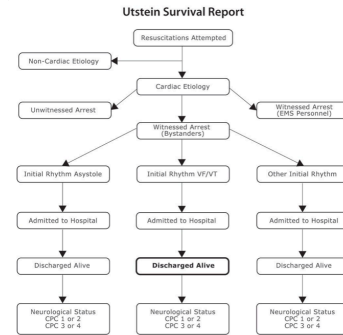 Utstein Survival Report
Resuscitations Attempted
Non-Cardiac Etiology
Cardiac Etiology
Unwitnessed Arrest
Witnessed Arrest
(EMS Personnel)
Witnessed Arrest
(Bystanders)
Initial Rhythm Asystole
Initial Rhythm VF/VT
Other Initial Rhythm
Admitted to Hospital
Admitted to Hospital
Admitted to Hospital
Discharged Alive
Discharged Alive
Discharged Alive
Neurological Status
CPC 1 or 2
CPC 3 or 4
Neurological Status
CPC 1 or 2
CPC 3 or 4
Neurological Status
CPC 1 or 2
CPC 3 or 4